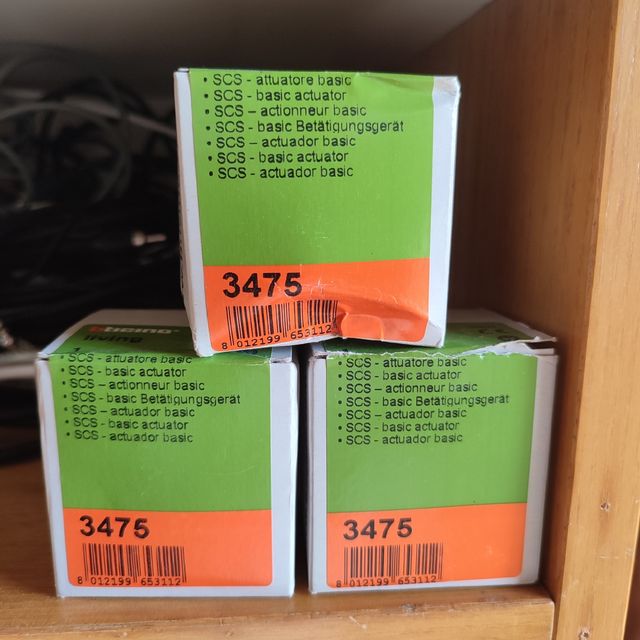 • SCS - attuatore basic
• SCS - basic actuator
• SCS – actionneur basic
• SCS - basic Betätigungsgerät
• SCS – actuador basic
• SCS - basic actuator
• SCS - actuador basic
3475
8 012199 653112
bticino
living
• SCS - attuatore basic
• SCS - basic actuator
• SCS - actionneur basic
• SCS - basic Betätigungsgerät
• SCS – actuador basic
• SCS - basic actuator
• SCS - actuador basic
3475
8 012199 653112
• SCS - attuatore basic
• SCS - basic actuator
• SCS – actionneur basic
• SCS - basic Betätigungsgerät
• SCS – actuador basic
• SCS - basic actuator
• SCS - actuador basic
3475
8 012199 653112